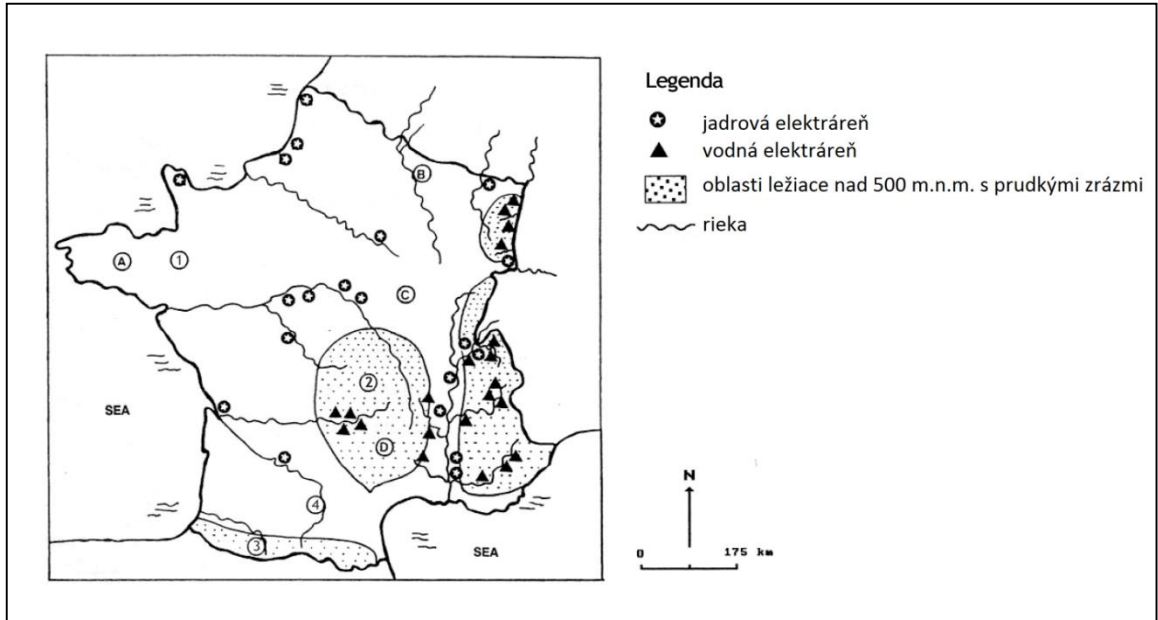 Legenda
jadrová elektráreň
vodná elektráreň
oblasti ležiace nad 500 m.n.m. s prudkými zrázmi
rieka
B
A
1
C
2
SEA
D
4
3
SEA
N
0 175 km